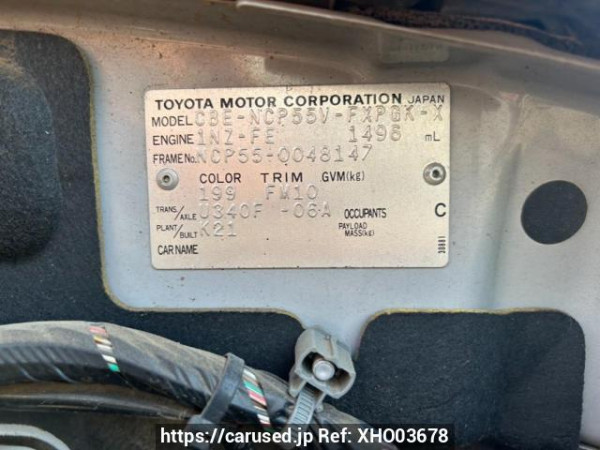 TOYOTA MOTOR CORPORATION JAPAN
MODEL CBE-NCP55V-FXPGK-X
ENGINE 1NZ-FE 1496 mL
FRAME No. NCP55-0048147
COLOR TRIM GVM(kg)
199 FM10
TRANS/AXLE U340F -06A OCCUPANTS C
PLANT/BUILT K21 PAYLOAD MASS(kg)
CAR NAME
https://carused.jp Ref: XHO03678